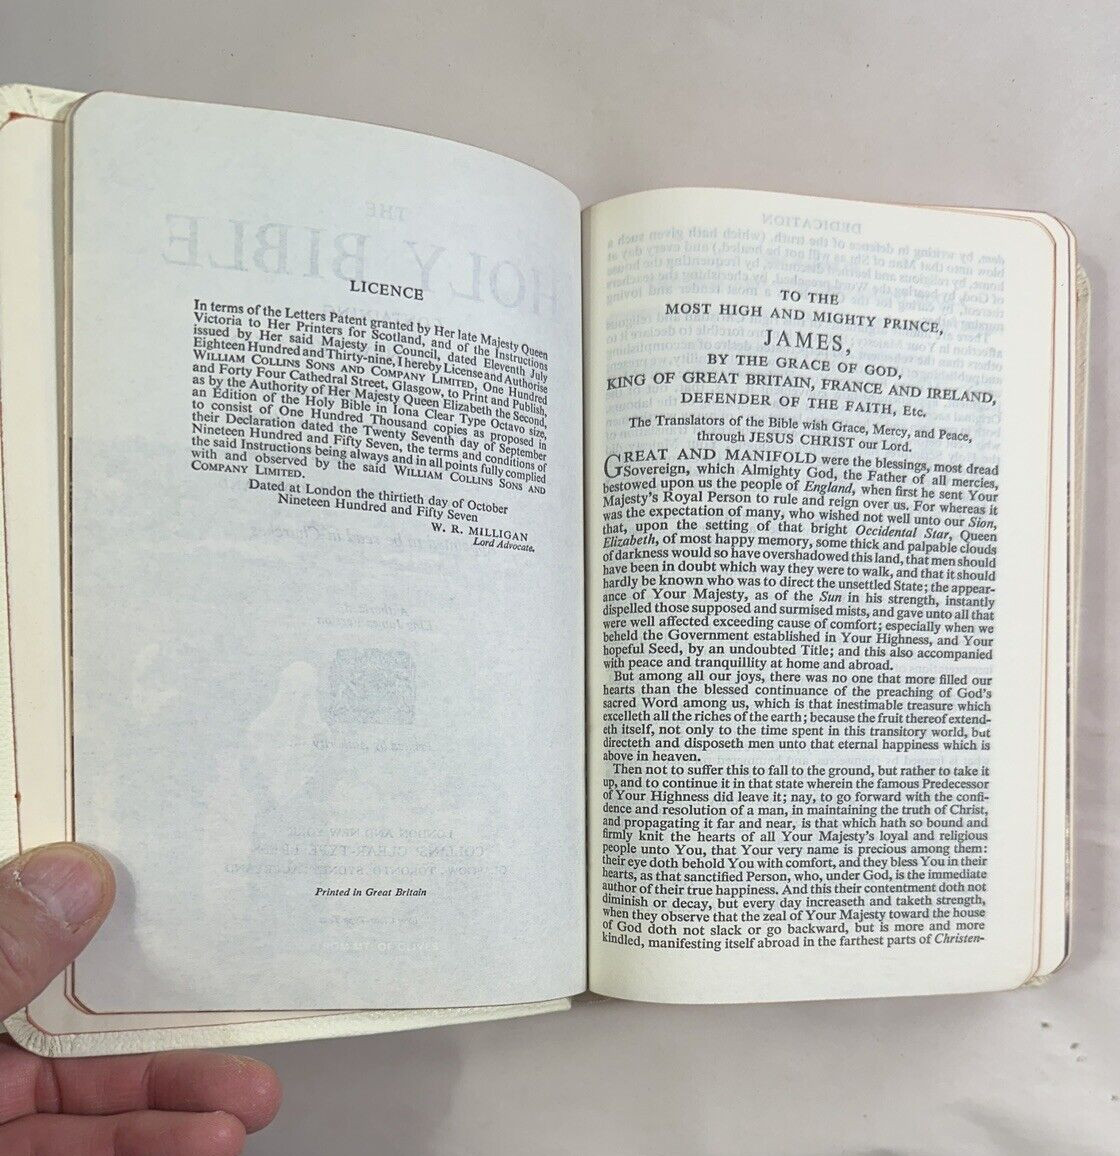 LICENCE
In terms of the Letters Patent granted by Her late Majesty Queen
Victoria to Her Printers for Scotland, and of the Instructions
issued by Her said Majesty in Council, dated Eleventh July
Eighteen Hundred and Thirty-nine, I hereby License and Authorise
WILLIAM COLLINS SONS AND COMPANY LIMITED, One Hundred
and Forty Four Cathedral Street, Glasgow, to Print and Publish,
as by the Authority of Her Majesty Queen Elizabeth the Second,
an Edition of the Holy Bible in Iona Clear Type Octavo size,
to consist of One Hundred Thousand copies as proposed in
their Declaration dated the Twenty Seventh day of September
Nineteen Hundred and Fifty Seven, the terms and conditions of
the said Instructions being always and in all points fully complied
with and observed by the said WILLIAM COLLINS SONS AND
COMPANY LIMITED.
Dated at London the thirtieth day of October
Nineteen Hundred and Fifty Seven
W. R. MILLIGAN
Lord Advocate.
Printed in Great Britain
TO THE
MOST HIGH AND MIGHTY PRINCE,
JAMES,
BY THE GRACE OF GOD,
KING OF GREAT BRITAIN, FRANCE AND IRELAND,
DEFENDER OF THE FAITH, Etc.
The Translators of the Bible wish Grace, Mercy, and Peace,
through JESUS CHRIST our Lord.
GREAT AND MANIFOLD were the blessings, most dread
Sovereign, which Almighty God, the Father of all mercies,
bestowed upon us the people of England, when first he sent Your
Majesty's Royal Person to rule and reign over us. For whereas it
was the expectation of many, who wished not well unto our Sion,
that, upon the setting of that bright Occidental Star, Queen
Elizabeth, of most happy memory, some thick and palpable clouds
of darkness would so have overshadowed this land, that men should
have been in doubt which way they were to walk, and that it should
hardly be known who was to direct the unsettled State; the appear-
ance of Your Majesty, as of the Sun in his strength, instantly
dispelled those supposed and surmised mists, and gave unto all that
were well affected exceeding cause of comfort; especially when we
beheld the Government established in Your Highness, and Your
hopeful Seed, by an undoubted Title; and this also accompanied
with peace and tranquillity at home and abroad.
But among all our joys, there was no one that more filled our
hearts than the blessed continuance of the preaching of God's
sacred Word among us, which is that inestimable treasure which
excelleth all the riches of the earth; because the fruit thereof extend-
eth itself, not only to the time spent in this transitory world, but
directeth and disposeth men unto that eternal happiness which is
above in heaven.
Then not to suffer this to fall to the ground, but rather to take it
up, and to continue it in that state wherein the famous Predecessor
of Your Highness did leave it; nay, to go forward with the confi-
dence and resolution of a man, in maintaining the truth of Christ,
and propagating it far and near, is that which hath so bound and
firmly knit the hearts of all Your Majesty's loyal and religious
people unto You, that Your very name is precious among them:
their eye doth behold You with comfort, and they bless You in their
hearts, as that sanctified Person, who, under God, is the immediate
author of their true happiness. And this their contentment doth not
diminish or decay, but every day increaseth and taketh strength,
when they observe that the zeal of Your Majesty toward the house
of God doth not slack or go backward, but is more and more
kindled, manifesting itself abroad in the farthest parts of Christen-